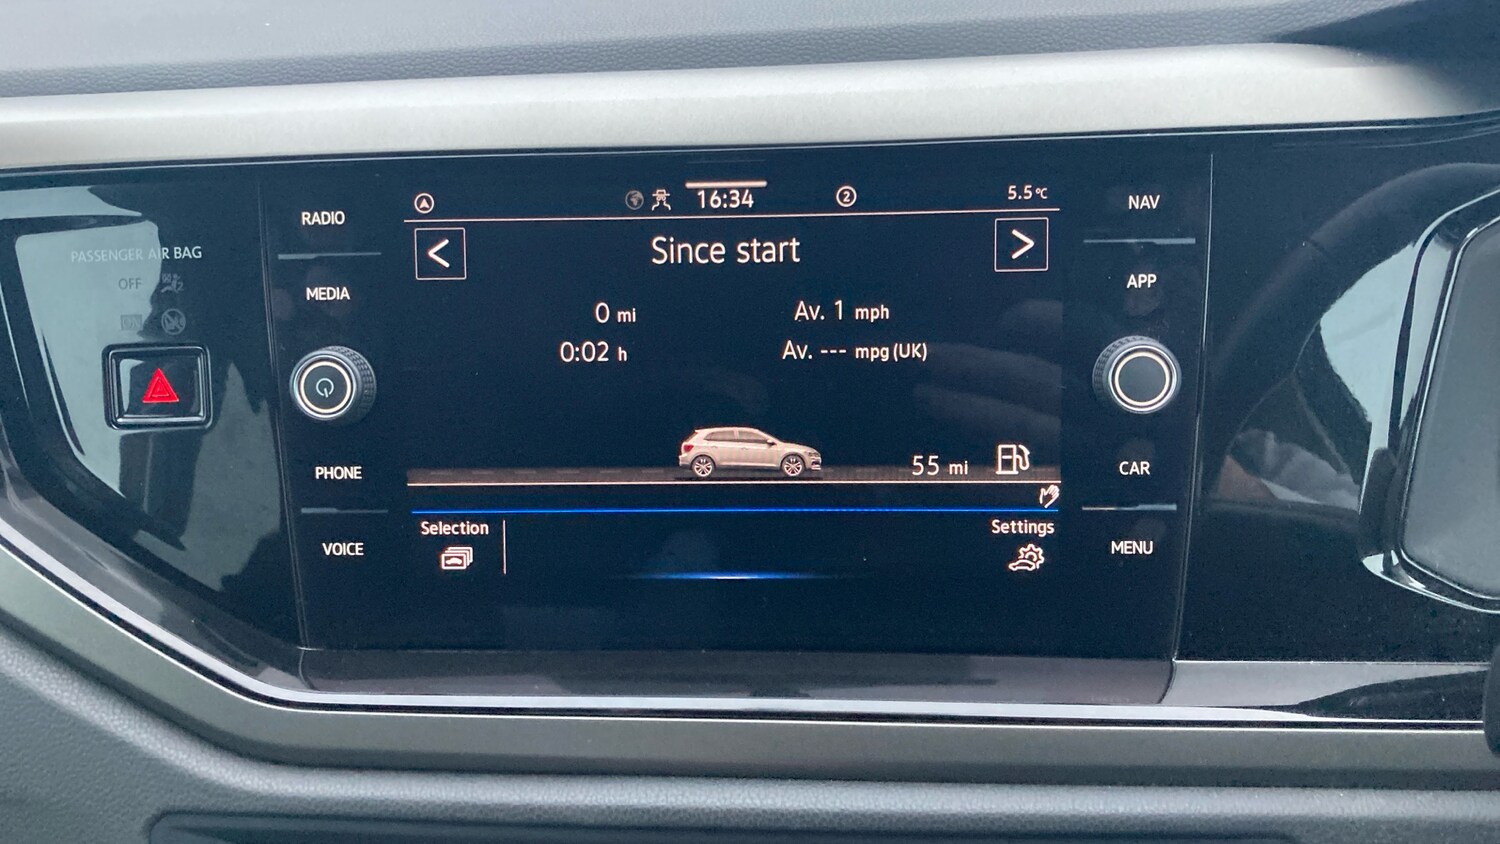 PASSENGER AIR BAG
OFF
RADIO
MEDIA
PHONE
VOICE
16:34
2
5.5°C
Since start
0 mi
Av. 1 mph
0:02 h
Av. --- mpg (UK)
55 mi
Selection
Settings
NAV
APP
CAR
MENU